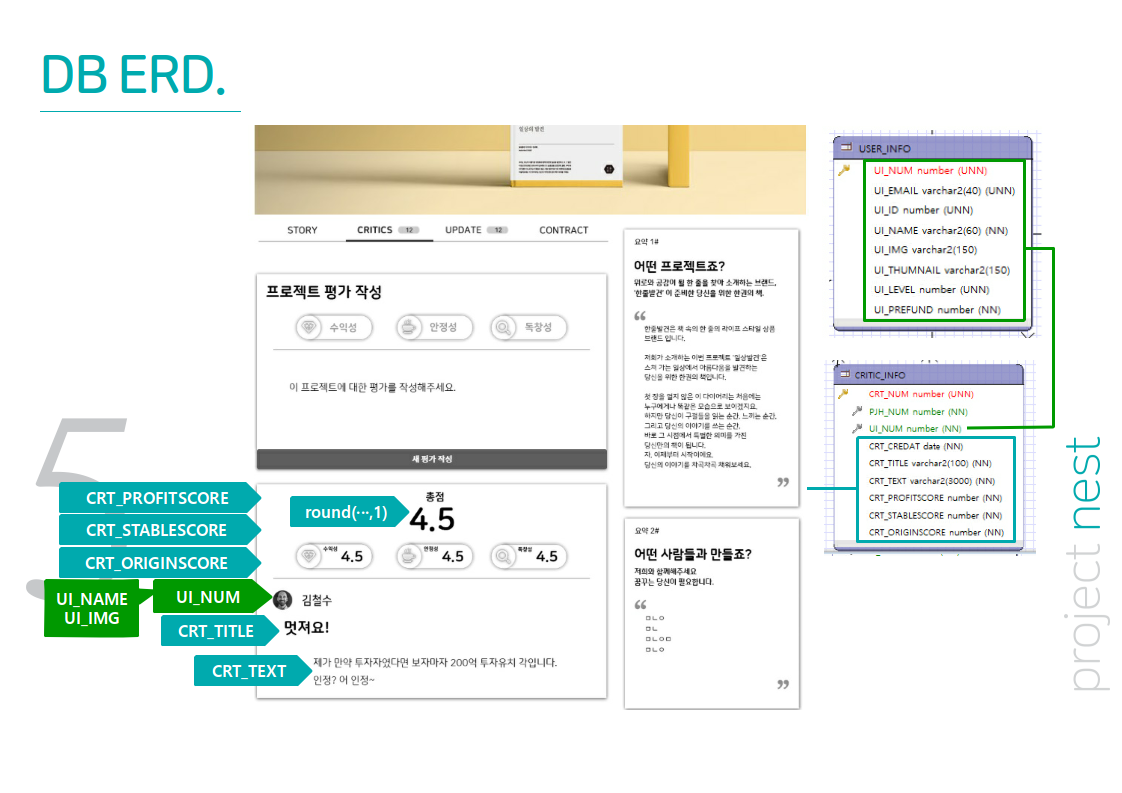 DB ERD.
5
일상의 발견
STORY
CRITICS 12
UPDATE 12
CONTRACT
프로젝트 평가 작성
수익성
안정성
독창성
이 프로젝트에 대한 평가를 작성해주세요.
새 평가 작성
CRT_PROFITSCORE
CRT_STABLESCORE
CRT_ORIGINSCORE
UI_NAME
UI_IMG
UI_NUM
CRT_TITLE
CRT_TEXT
round(···,1)
총점
4.5
수익성 4.5
안정성 4.5
독창성 4.5
김철수
멋져요!
제가 만약 투자자였다면 보자마자 200억 투자유치 각입니다.
인정? 어 인정~
요약 1#
어떤 프로젝트죠?
위로와 공감이 될 한 줄을 찾아 소개하는 브랜드,
'한줄발견' 이 준비한 당신을 위한 한권의 책.
“
한줄발견은 책 속의 한 줄의 라이프 스타일 상품
브랜드 입니다.
저희가 소개하는 이번 프로젝트 '일상발견'은
스쳐 가는 일상에서 아름다움을 발견하는
당신을 위한 한권의 책입니다.
첫 장을 펼지 않은 이 다이어리는 처음에는
누구에게나 똑같은 모습으로 보이겠지요.
하지만 당신이 구절들을 읽는 순간, 느끼는 순간,
그리고 당신의 이야기를 쓰는 순간,
바로 그 시점에서 특별한 의미를 가진
당신만의 책이 됩니다.
자, 이제부터 시작이에요.
당신의 이야기를 차곡차곡 채워보세요.
”
요약 2#
어떤 사람들과 만들죠?
저희와 함께해주세요
꿈꾸는 당신이 필요합니다.
“
ㅁㄴㅇ
ㅁㄴ
ㅁㄴㅇㅁ
ㅁㄴㅇ
”
USER_INFO
UI_NUM number (UNN)
UI_EMAIL varchar2(40) (UNN)
UI_ID number (UNN)
UI_NAME varchar2(60) (NN)
UI_IMG varchar2(150)
UI_THUMNAIL varchar2(150)
UI_LEVEL number (UNN)
UI_PREFUND number (NN)
CRITIC_INFO
CRT_NUM number (UNN)
PJH_NUM number (NN)
UI_NUM number (NN)
CRT_CREDAT date (NN)
CRT_TITLE varchar2(100) (NN)
CRT_TEXT varchar2(3000) (NN)
CRT_PROFITSCORE number (NN)
CRT_STABLESCORE number (NN)
CRT_ORIGINSCORE number (NN)
project nest